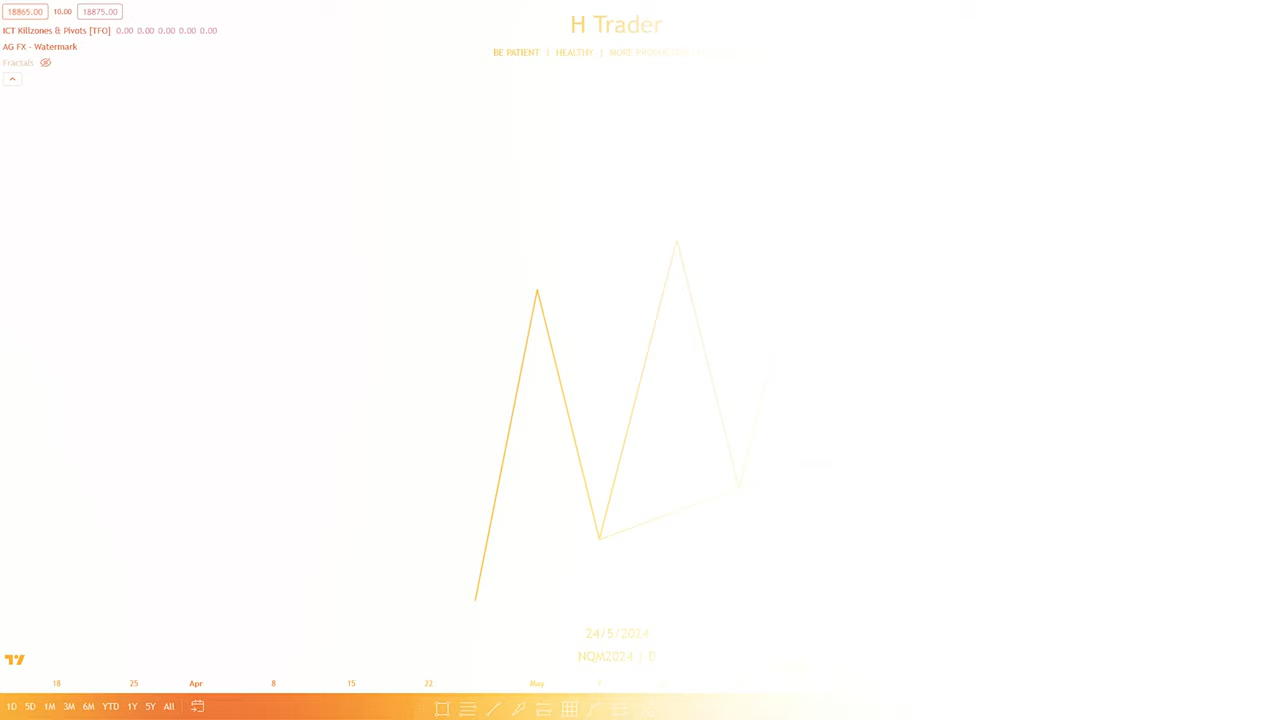 18865.00 10.00 18875.00
ICT Killzones & Pivots [TFO] 0.00 0.00 0.00 0.00 0.00
AG FX - Watermark
Fractals
H Trader
BE PATIENT | HEALTHY | MORE PRODUCTIVE
24/5/2024
NQM2024 | D
18 25 Apr 8 15 22 May
1D 5D 1M 3M 6M YTD 1Y 5Y All